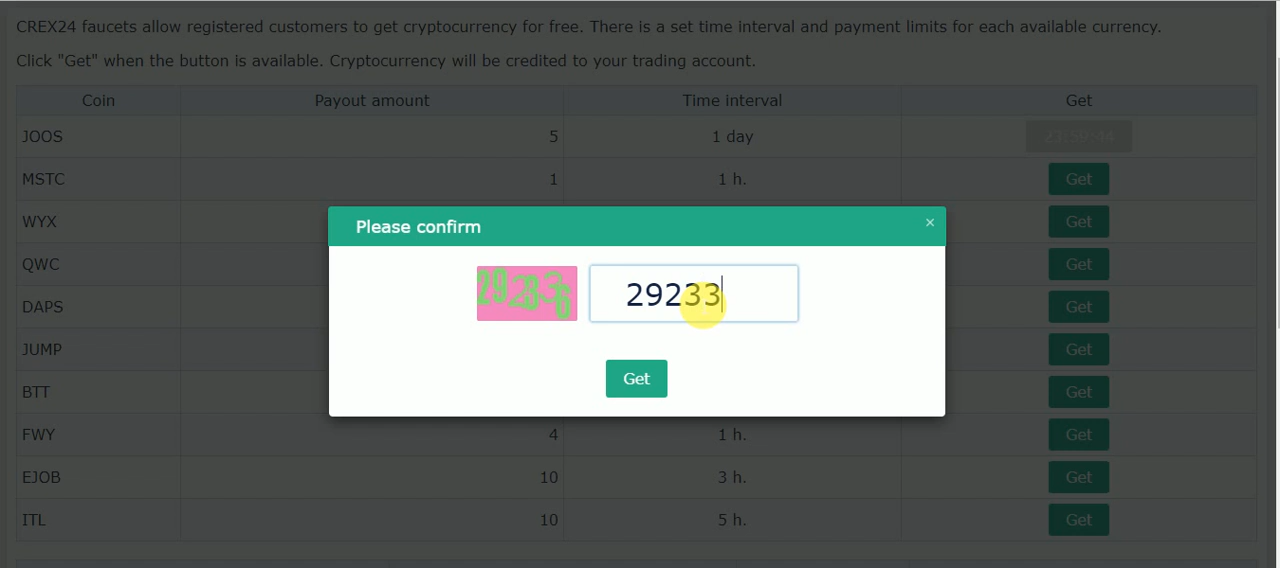 CREX24 faucets allow registered customers to get cryptocurrency for free. There is a set time interval and payment limits for each available currency.
Click "Get" when the button is available. Cryptocurrency will be credited to your trading account.
Coin Payout amount Time interval Get
JOOS 5 1 day
MSTC 1 1 h. Get
WYX Get
Please confirm ×
QWC Get
292336 29233
DAPS Get
JUMP Get
Get
BTT Get
FWY 4 1 h. Get
EJOB 10 3 h. Get
ITL 10 5 h. Get